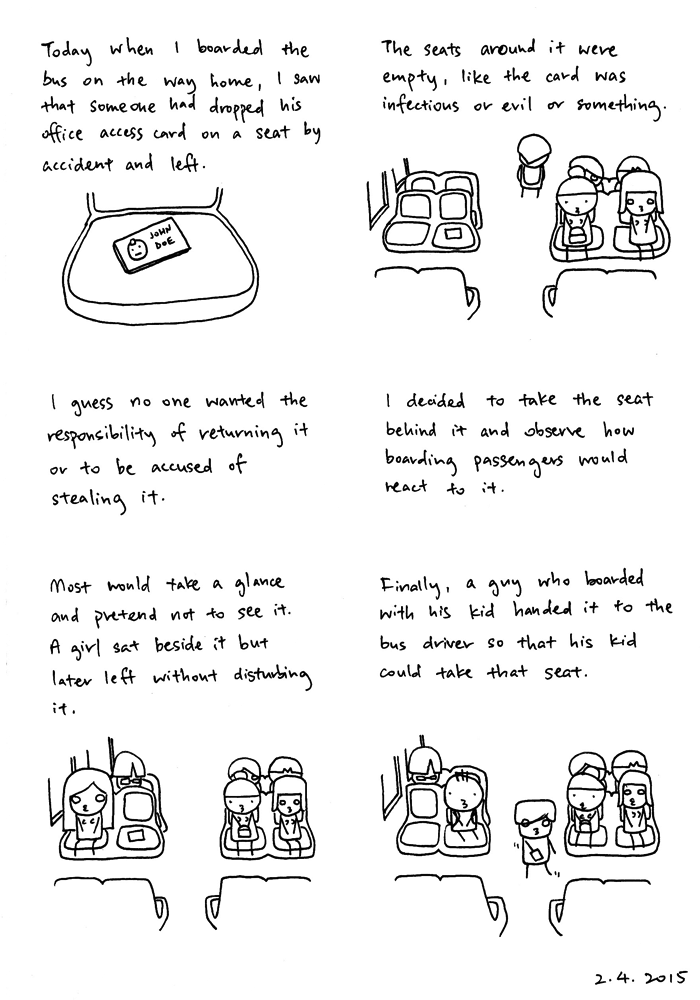 Today when I boarded the
bus on the way home, I saw
that someone had dropped his
office access card on a seat by
accident and left.
JOHN
DOE
The seats around it were
empty, like the card was
infectious or evil or something.
I guess no one wanted the
responsibility of returning it
or to be accused of
stealing it.
I decided to take the seat
behind it and observe how
boarding passengers would
react to it.
Most would take a glance
and pretend not to see it.
A girl sat beside it but
later left without disturbing
it.
Finally, a guy who boarded
with his kid handed it to the
bus driver so that his kid
could take that seat.
2.4.2015